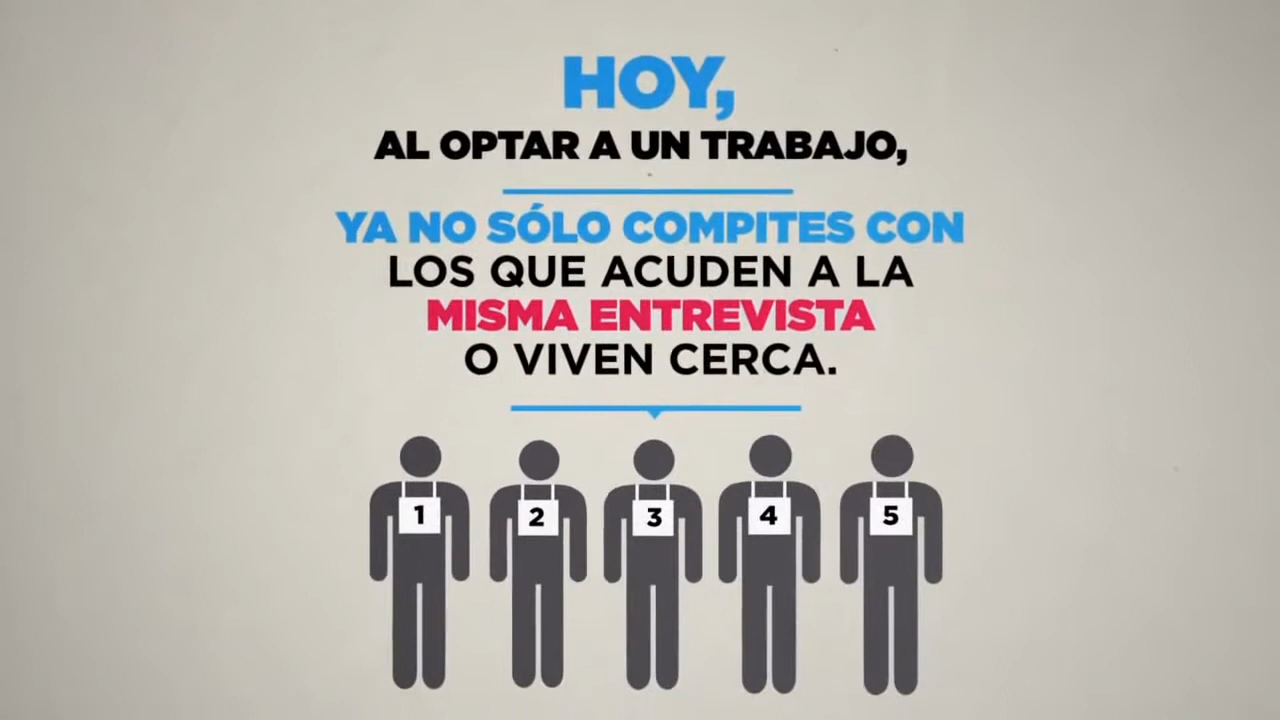 HOY,
AL OPTAR A UN TRABAJO,
YA NO SÓLO COMPITES CON
LOS QUE ACUDEN A LA
MISMA ENTREVISTA
O VIVEN CERCA.
1 2 3 4 5